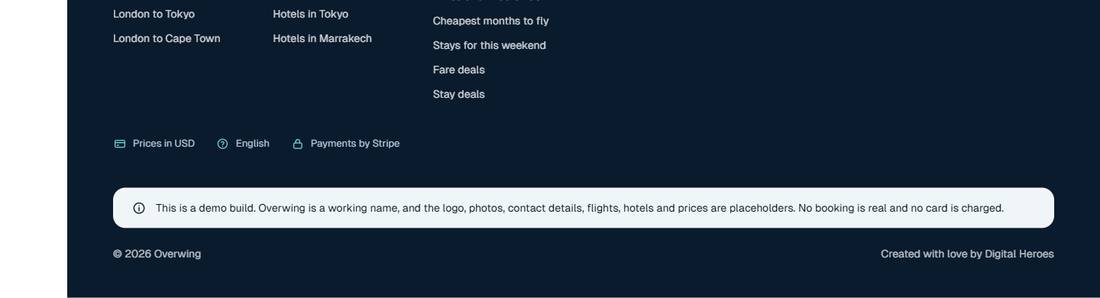 London to Tokyo
Hotels in Tokyo
Cheapest months to fly
London to Cape Town
Hotels in Marrakech
Stays for this weekend
Fare deals
Stay deals
Prices in USD
English
Payments by Stripe
This is a demo build. Overwing is a working name, and the logo, photos, contact details, flights, hotels and prices are placeholders. No booking is real and no card is charged.
© 2026 Overwing
Created with love by Digital Heroes